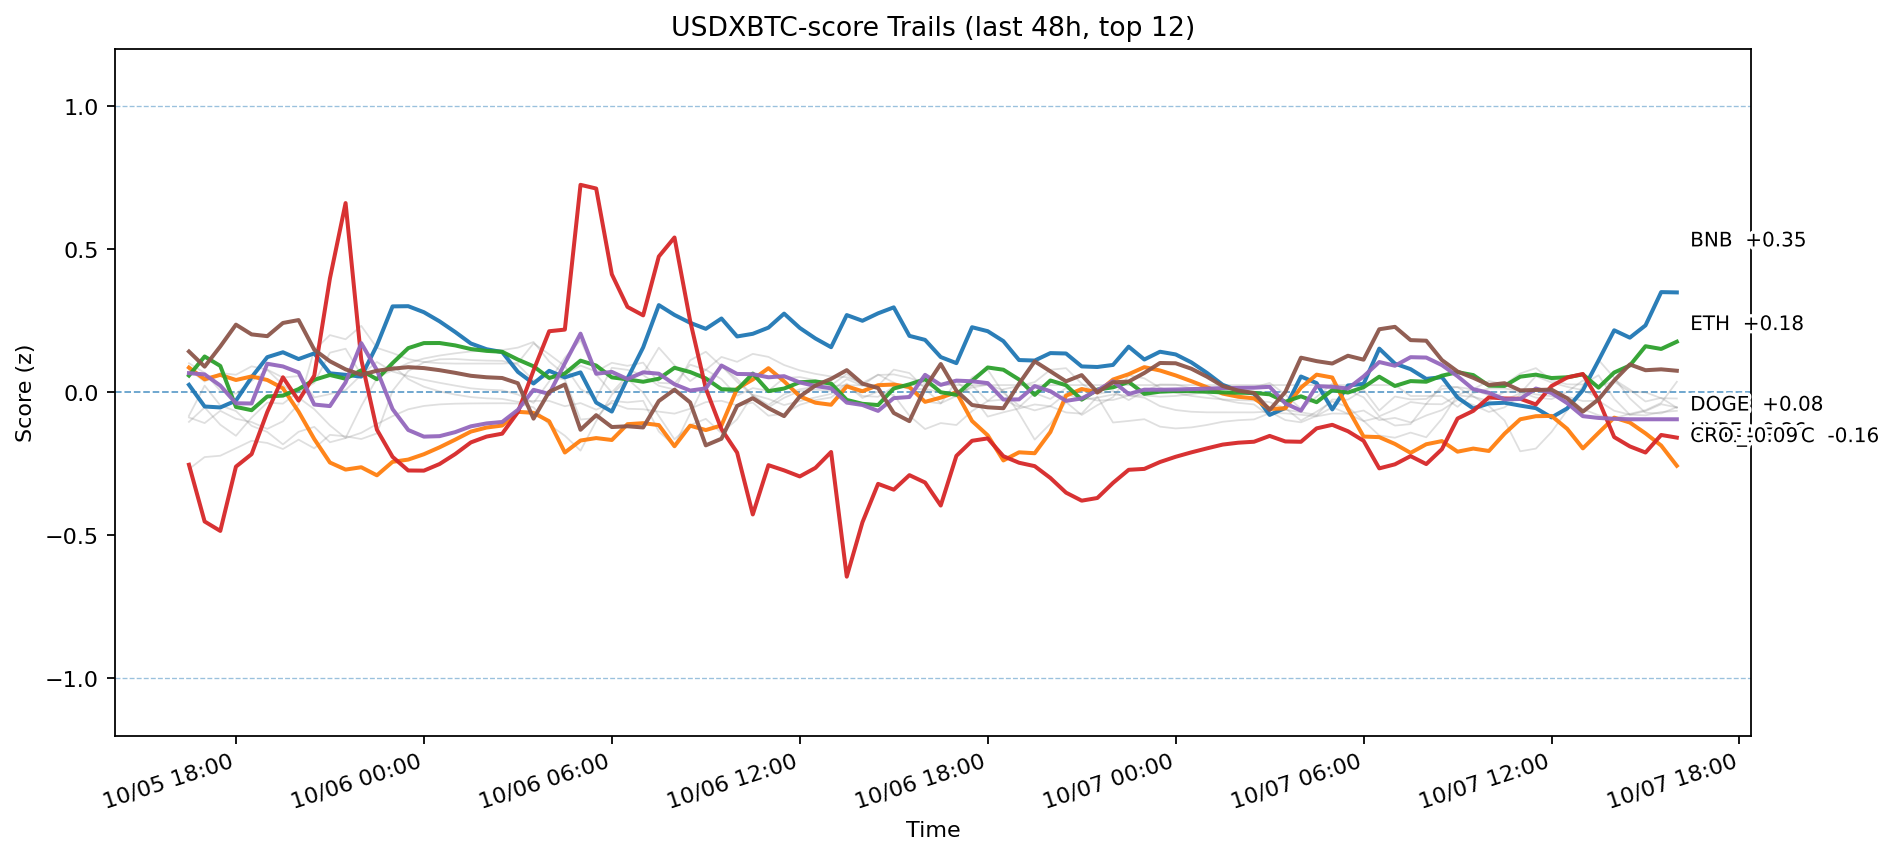 USDXBTC-score Trails (last 48h, top 12)
1.0
0.5
0.0
−0.5
−1.0
Score (z)
BNB +0.35
ETH +0.18
DOGE +0.08
CRO -0.09
-0.16
10/05 18:00
10/06 00:00
10/06 06:00
10/06 12:00
10/06 18:00
10/07 00:00
10/07 06:00
10/07 12:00
10/07 18:00
Time